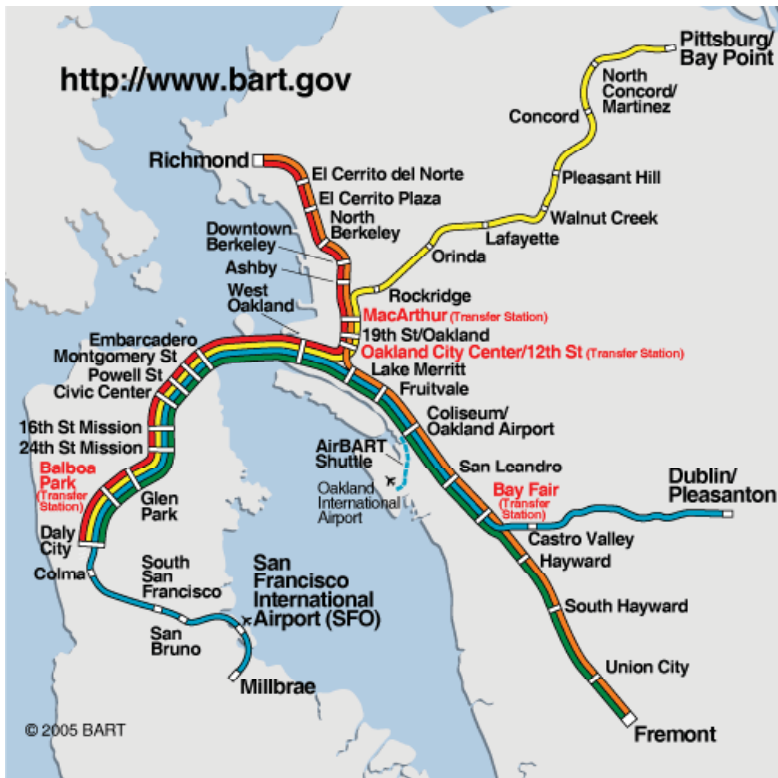 http://www.bart.gov
Pittsburg/
Bay Point
North
Concord/
Martinez
Concord
Pleasant Hill
Walnut Creek
Lafayette
Orinda
Rockridge
Richmond
El Cerrito del Norte
El Cerrito Plaza
North
Berkeley
Downtown
Berkeley
Ashby
West
Oakland
MacArthur (Transfer Station)
19th St/Oakland
Oakland City Center/12th St (Transfer Station)
Lake Merritt
Fruitvale
Coliseum/
Oakland Airport
Embarcadero
Montgomery St
Powell St
Civic Center
16th St Mission
24th St Mission
Balboa
Park
(Transfer
Station)
Glen
Park
Daly
City
AirBART
Shuttle
Oakland
International
Airport
San Leandro
Bay Fair
(Transfer
Station)
Dublin/
Pleasanton
Castro Valley
Hayward
South Hayward
Union City
Fremont
Colma
South
San
Francisco
San
Bruno
San
Francisco
International
Airport (SFO)
Millbrae
© 2005 BART